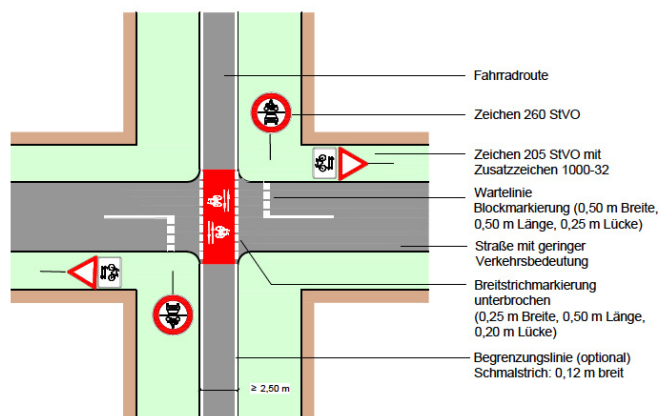 Fahrradroute
Zeichen 260 StVO
Zeichen 205 StVO mit
Zusatzzeichen 1000-32
Wartelinie
Blockmarkierung (0,50 m Breite,
0,50 m Länge, 0,25 m Lücke)
Straße mit geringer
Verkehrsbedeutung
Breitstrichmarkierung
unterbrochen
(0,25 m Breite, 0,50 m Länge,
0,20 m Lücke)
Begrenzungslinie (optional)
Schmalstrich: 0,12 m breit
≥ 2,50 m